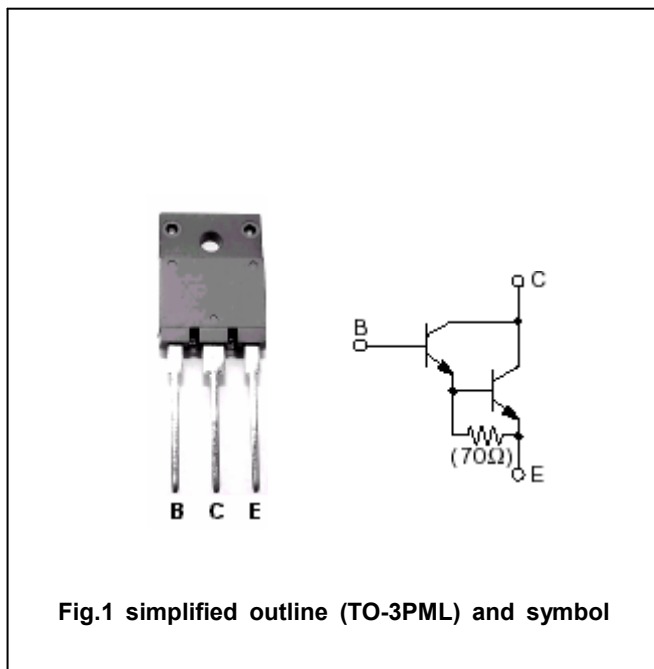 C
B
(70Ω)
E
B C E
Fig.1 simplified outline (TO-3PML) and symbol